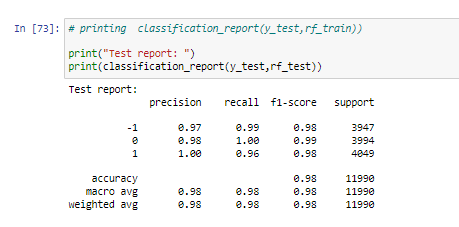 In [73]: # printing  classification_report(y_test,rf_train))
print("Test report: ")
print(classification_report(y_test,rf_test))
Test report:
precision recall f1-score support
-1 0.97 0.99 0.98 3947
0 0.98 1.00 0.99 3994
1 1.00 0.96 0.98 4049
accuracy 0.98 11990
macro avg 0.98 0.98 0.98 11990
weighted avg 0.98 0.98 0.98 11990